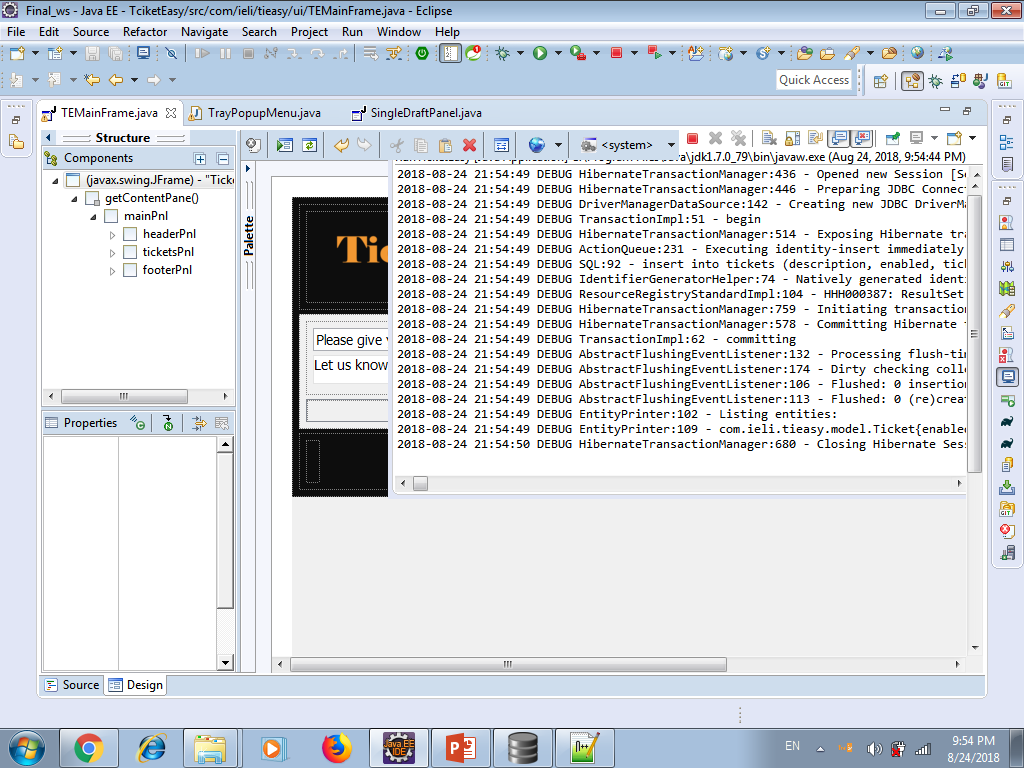 Final_ws - Java EE - TciketEasy/src/com/ieli/tieasy/ui/TEMainFrame.java - Eclipse
File Edit Source Refactor Navigate Search Project Run Window Help
Quick Access
TEMainFrame.java TrayPopupMenu.java SingleDraftPanel.java
Structure
Components
(javax.swing.JFrame) - "Ticke
getContentPane()
mainPnl
headerPnl
ticketsPnl
footerPnl
Properties
Palette
<system>
\jdk1.7.0_79\bin\javaw.exe (Aug 24, 2018, 9:54:44 PM)
2018-08-24 21:54:49 DEBUG HibernateTransactionManager:436 - Opened new Session [Se
2018-08-24 21:54:49 DEBUG HibernateTransactionManager:446 - Preparing JDBC Connect
2018-08-24 21:54:49 DEBUG DriverManagerDataSource:142 - Creating new JDBC DriverMa
2018-08-24 21:54:49 DEBUG TransactionImpl:51 - begin
2018-08-24 21:54:49 DEBUG HibernateTransactionManager:514 - Exposing Hibernate tra
2018-08-24 21:54:49 DEBUG ActionQueue:231 - Executing identity-insert immediately
2018-08-24 21:54:49 DEBUG SQL:92 - insert into tickets (description, enabled, tick
2018-08-24 21:54:49 DEBUG IdentifierGeneratorHelper:74 - Natively generated identi
2018-08-24 21:54:49 DEBUG ResourceRegistryStandardImpl:104 - HHH000387: ResultSet
2018-08-24 21:54:49 DEBUG HibernateTransactionManager:759 - Initiating transaction
2018-08-24 21:54:49 DEBUG HibernateTransactionManager:578 - Committing Hibernate t
2018-08-24 21:54:49 DEBUG TransactionImpl:62 - committing
2018-08-24 21:54:49 DEBUG AbstractFlushingEventListener:132 - Processing flush-tim
2018-08-24 21:54:49 DEBUG AbstractFlushingEventListener:174 - Dirty checking colle
2018-08-24 21:54:49 DEBUG AbstractFlushingEventListener:106 - Flushed: 0 insertion
2018-08-24 21:54:49 DEBUG AbstractFlushingEventListener:113 - Flushed: 0 (re)creat
2018-08-24 21:54:49 DEBUG EntityPrinter:102 - Listing entities:
2018-08-24 21:54:49 DEBUG EntityPrinter:109 - com.ieli.tieasy.model.Ticket{enabled
2018-08-24 21:54:50 DEBUG HibernateTransactionManager:680 - Closing Hibernate Sess
Tic
Please give
Let us know
Source Design
Java EE
IDE
EN
9:54 PM
8/24/2018